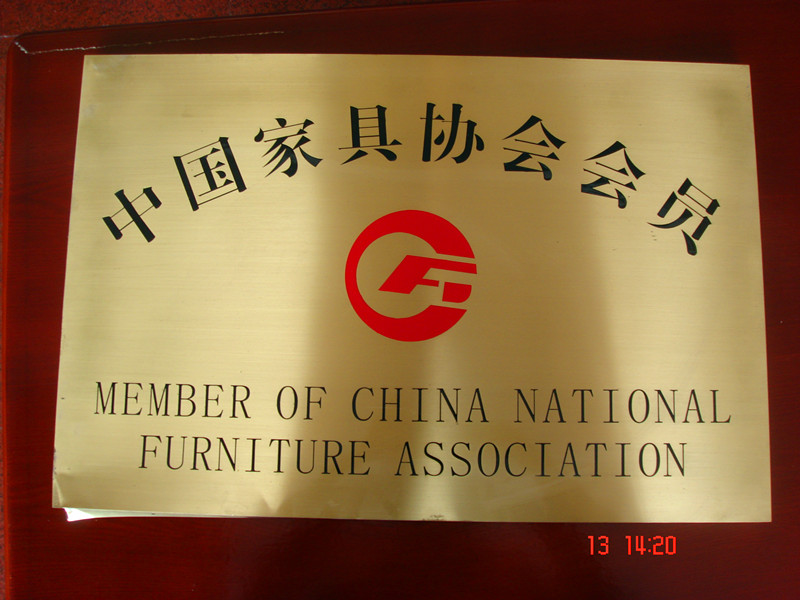 中国家具协会会员
MEMBER OF CHINA NATIONAL
FURNITURE ASSOCIATION
13 14:20